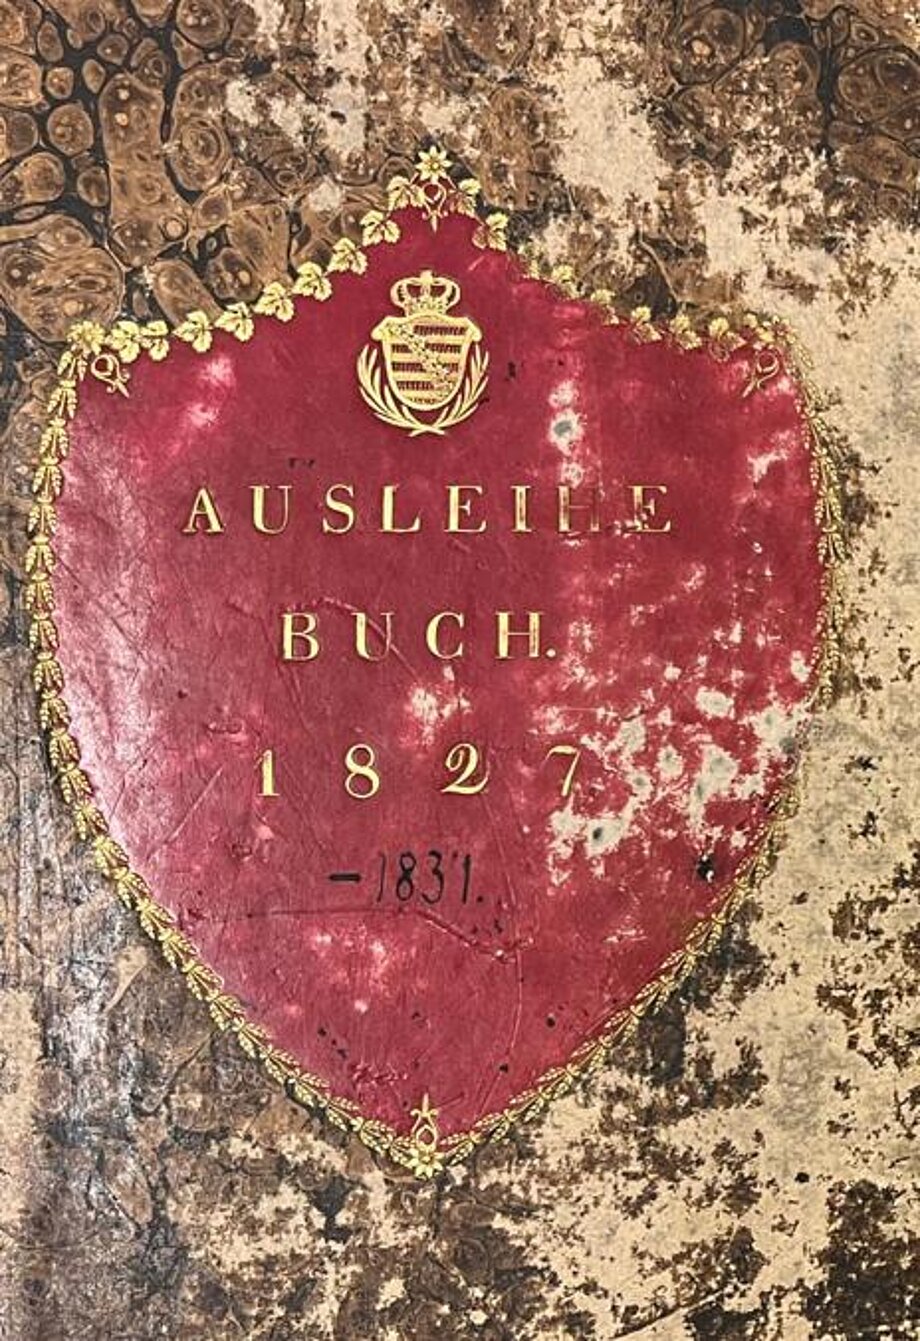 AUSLEIHE
BUCH.
1827
–1831.